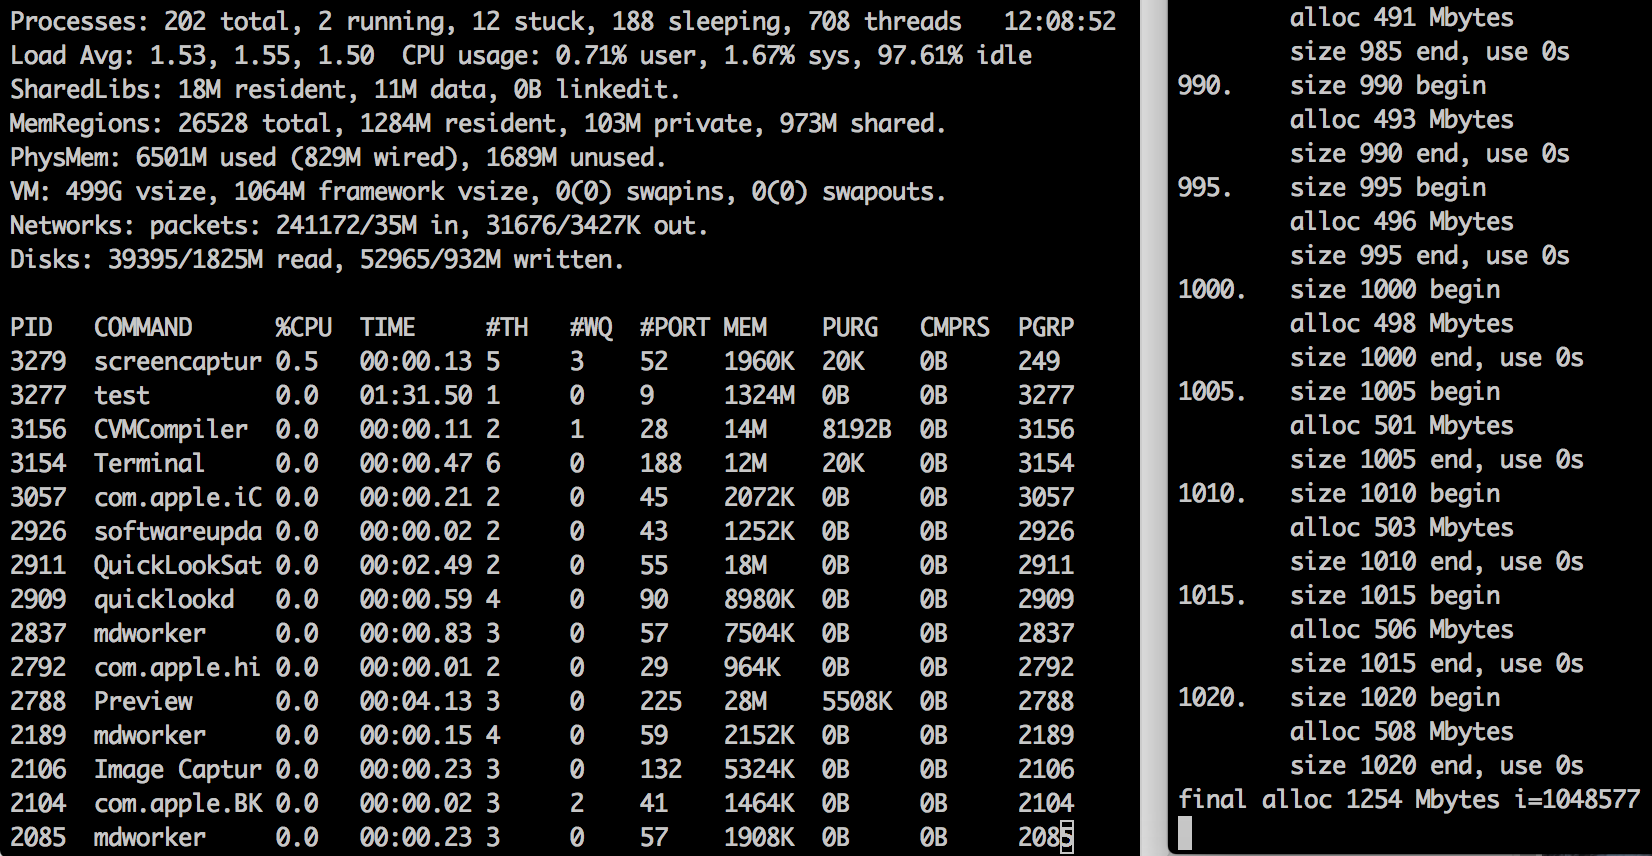 Processes: 202 total, 2 running, 12 stuck, 188 sleeping, 708 threads   12:08:52
Load Avg: 1.53, 1.55, 1.50  CPU usage: 0.71% user, 1.67% sys, 97.61% idle
SharedLibs: 18M resident, 11M data, 0B linkedit.
MemRegions: 26528 total, 1284M resident, 103M private, 973M shared.
PhysMem: 6501M used (829M wired), 1689M unused.
VM: 499G vsize, 1064M framework vsize, 0(0) swapins, 0(0) swapouts.
Networks: packets: 241172/35M in, 31676/3427K out.
Disks: 39395/1825M read, 52965/932M written.
PID   COMMAND      %CPU  TIME     #TH   #WQ  #PORT MEM    PURG   CMPRS  PGRP
3279  screencaptur 0.5   00:00.13 5     3    52    1960K  20K    0B     249
3277  test         0.0   01:31.50 1     0    9     1324M  0B     0B     3277
3156  CVMCompiler  0.0   00:00.11 2     1    28    14M    8192B  0B     3156
3154  Terminal     0.0   00:00.47 6     0    188   12M    20K    0B     3154
3057  com.apple.iC 0.0   00:00.21 2     0    45    2072K  0B     0B     3057
2926  softwareupda 0.0   00:00.02 2     0    43    1252K  0B     0B     2926
2911  QuickLookSat 0.0   00:02.49 2     0    55    18M    0B     0B     2911
2909  quicklookd   0.0   00:00.59 4     0    90    8980K  0B     0B     2909
2837  mdworker     0.0   00:00.83 3     0    57    7504K  0B     0B     2837
2792  com.apple.hi 0.0   00:00.01 2     0    29    964K   0B     0B     2792
2788  Preview      0.0   00:04.13 3     0    225   28M    5508K  0B     2788
2189  mdworker     0.0   00:00.15 4     0    59    2152K  0B     0B     2189
2106  Image Captur 0.0   00:00.23 3     0    132   5324K  0B     0B     2106
2104  com.apple.BK 0.0   00:00.02 3     2    41    1464K  0B     0B     2104
2085  mdworker     0.0   00:00.23 3     0    57    1908K  0B     0B     2085
alloc 491 Mbytes
size 985 end, use 0s
990.    size 990 begin
alloc 493 Mbytes
size 990 end, use 0s
995.    size 995 begin
alloc 496 Mbytes
size 995 end, use 0s
1000.   size 1000 begin
alloc 498 Mbytes
size 1000 end, use 0s
1005.   size 1005 begin
alloc 501 Mbytes
size 1005 end, use 0s
1010.   size 1010 begin
alloc 503 Mbytes
size 1010 end, use 0s
1015.   size 1015 begin
alloc 506 Mbytes
size 1015 end, use 0s
1020.   size 1020 begin
alloc 508 Mbytes
size 1020 end, use 0s
final alloc 1254 Mbytes i=1048577